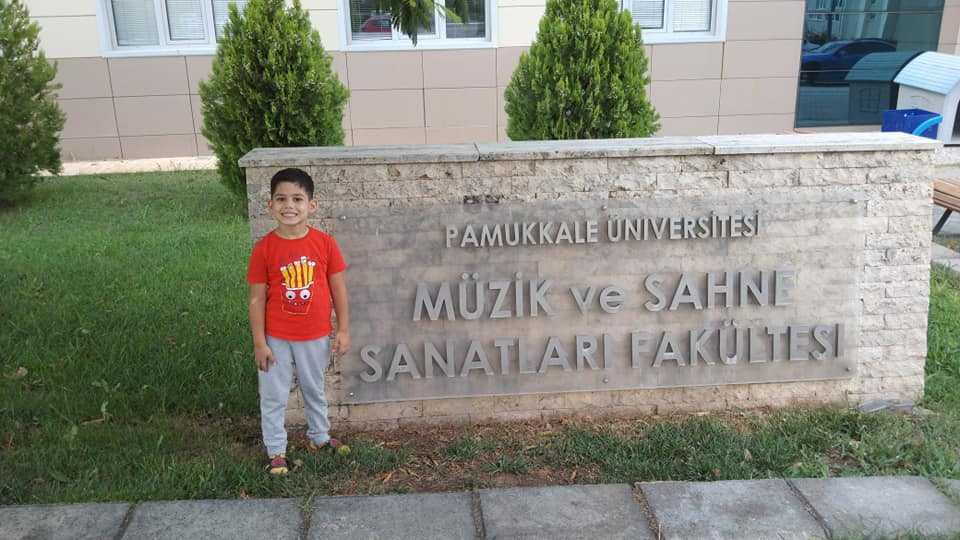 PAMUKKALE ÜNİVERSİTESİ
MÜZİK ve SAHNE
SANATLARI FAKÜLTESİ